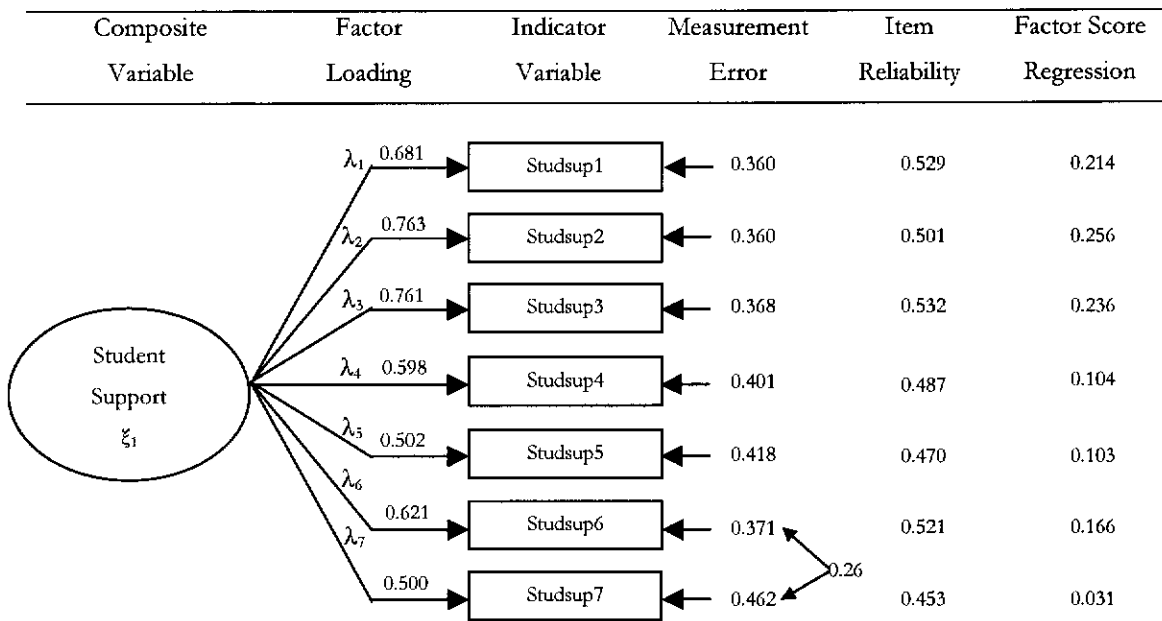 Composite Factor Indicator Measurement Item Factor Score
Variable Loading Variable Error Reliability Regression
λ1 0.681 Studsup1 0.360 0.529 0.214
λ2 0.763 Studsup2 0.360 0.501 0.256
λ3 0.761 Studsup3 0.368 0.532 0.236
Student
λ4 0.598 Studsup4 0.401 0.487 0.104
Support
ξ1
λ5 0.502 Studsup5 0.418 0.470 0.103
λ6 0.621 Studsup6 0.371 0.521 0.166
0.26
λ7 0.500 Studsup7 0.462 0.453 0.031